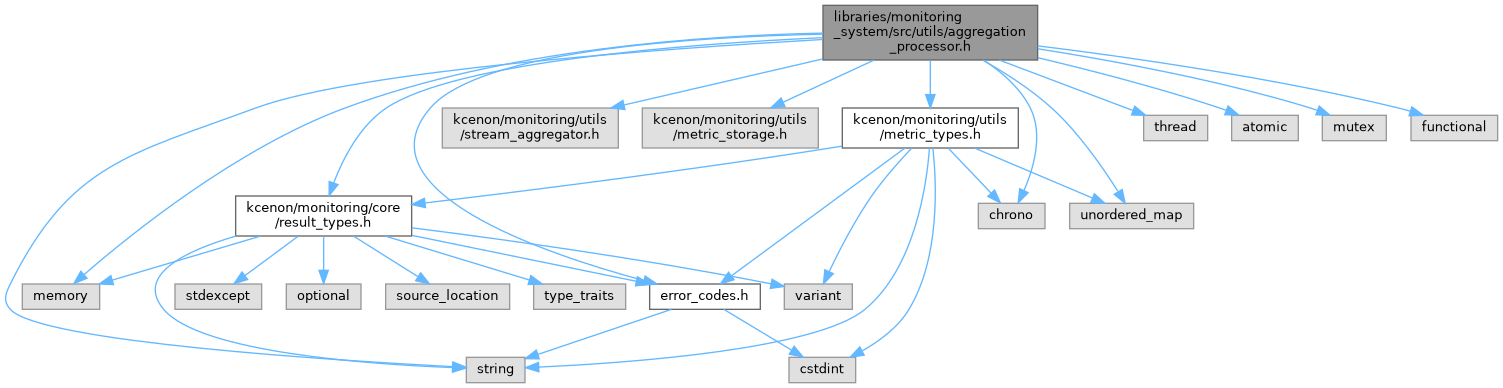 libraries/monitoring
_system/src/utils/aggregation
_processor.h
kcenon/monitoring/utils
/stream_aggregator.h
kcenon/monitoring/utils
/metric_storage.h
kcenon/monitoring/utils
/metric_types.h
thread
atomic
mutex
functional
kcenon/monitoring/core
/result_types.h
chrono
unordered_map
memory
stdexcept
optional
source_location
type_traits
error_codes.h
variant
string
cstdint